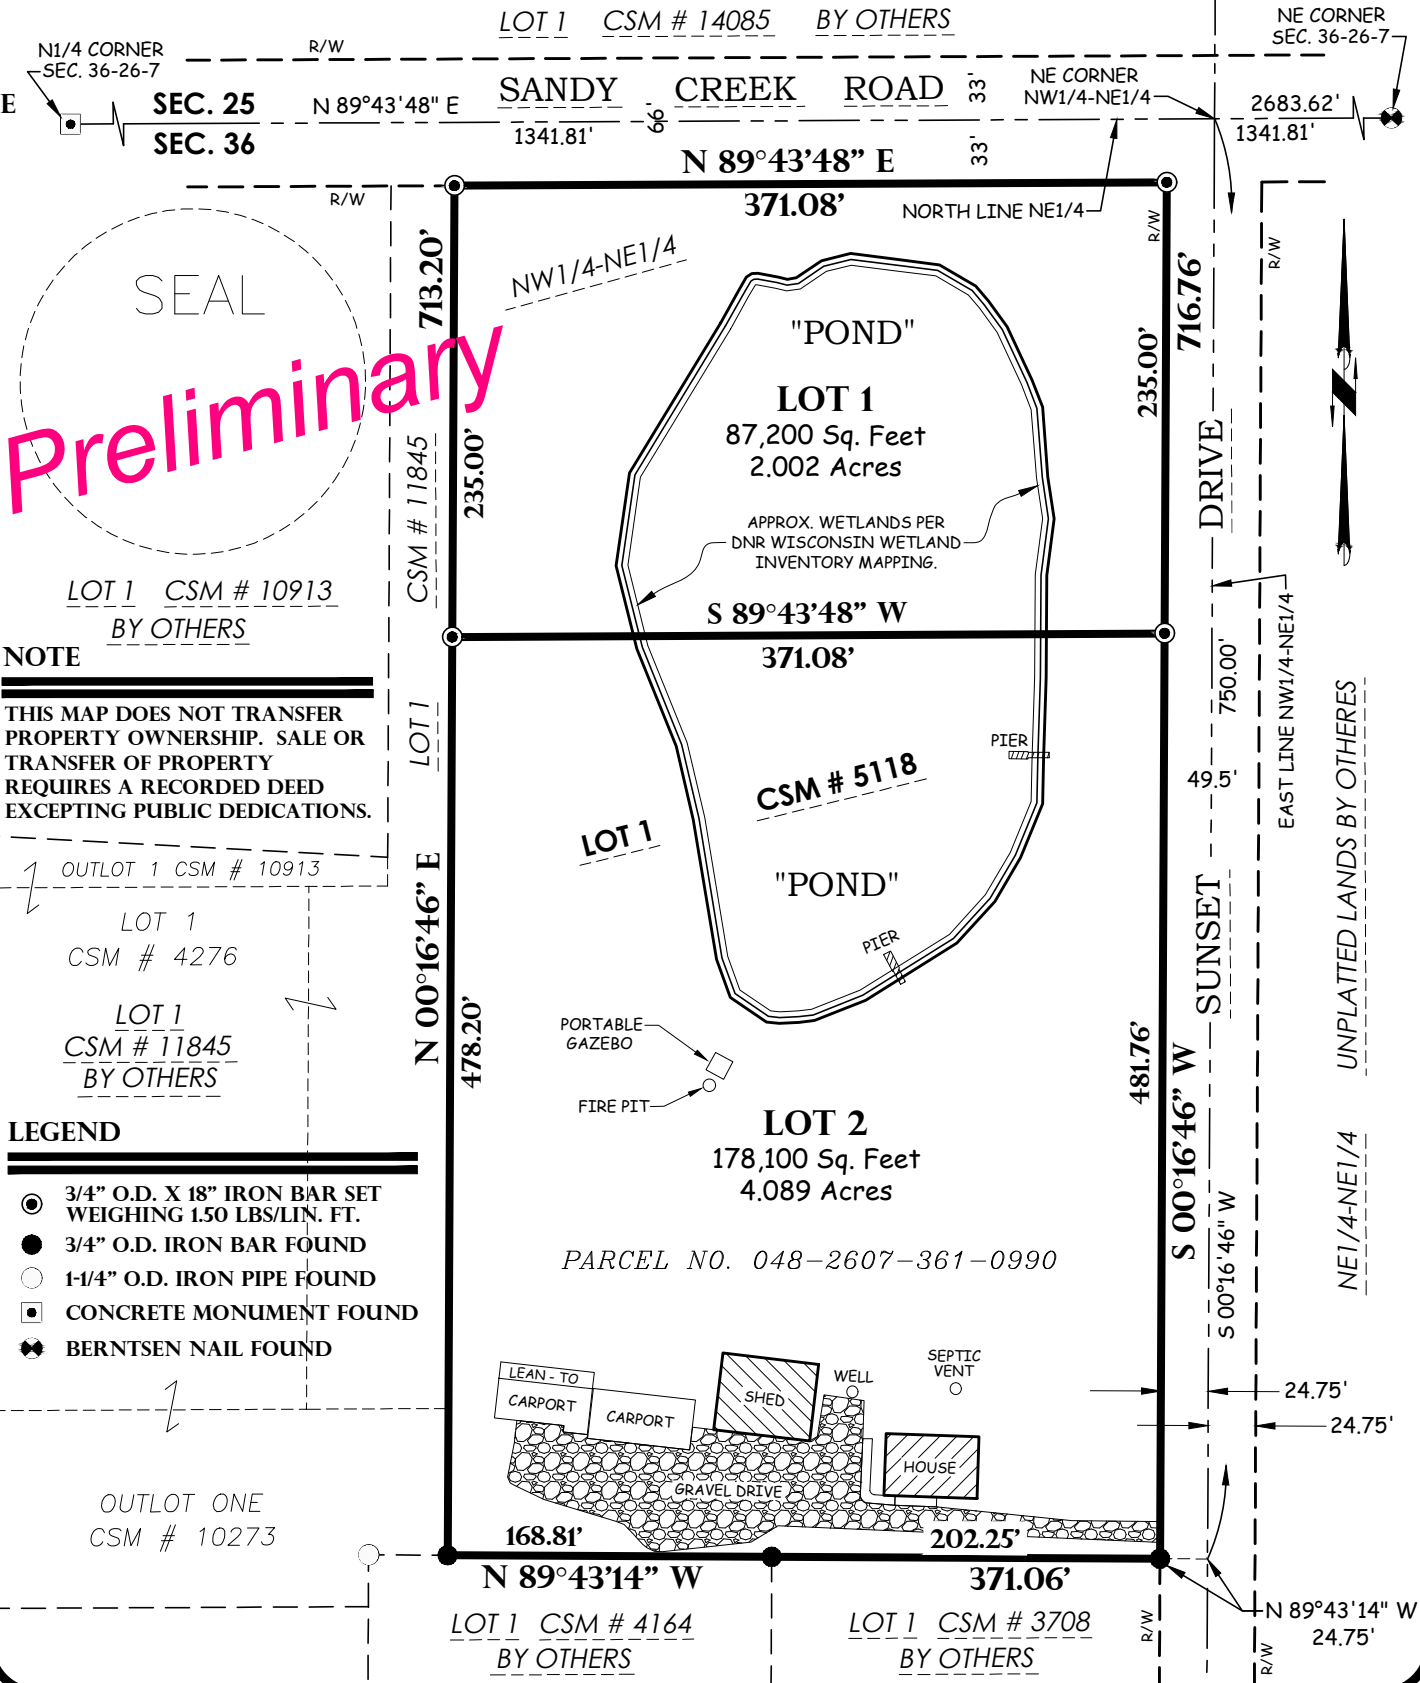 LOT 1 CSM # 14085 BY OTHERS
N1/4 CORNER
SEC. 36-26-7
R/W
NE CORNER
SEC. 36-26-7
E
SEC. 25
SEC. 36
N 89°43'48" E
SANDY CREEK ROAD
1341.81'
66'
33'
33'
NE CORNER
NW1/4-NE1/4
2683.62'
1341.81'
N 89°43'48” E
371.08’
NORTH LINE NE1/4
R/W
R/W
R/W
SEAL
Preliminary
713.20’
235.00’
NW1/4-NE1/4
"POND"
LOT 1
87,200 Sq. Feet
2.002 Acres
APPROX. WETLANDS PER
DNR WISCONSIN WETLAND
INVENTORY MAPPING.
716.76’
235.00’
CSM # 11845
LOT 1
DRIVE
S 89°43'48” W
371.08’
LOT 1 CSM # 10913
BY OTHERS
NOTE
THIS MAP DOES NOT TRANSFER
PROPERTY OWNERSHIP. SALE OR
TRANSFER OF PROPERTY
REQUIRES A RECORDED DEED
EXCEPTING PUBLIC DEDICATIONS.
EAST LINE NW1/4-NE1/4
750.00'
49.5'
UNPLATTED LANDS BY OTHERES
PIER
CSM # 5118
LOT 1
"POND"
PIER
OUTLOT 1 CSM # 10913
LOT 1
CSM # 4276
LOT 1
CSM # 11845
BY OTHERS
N 00°16'46” E
478.20’
SUNSET
PORTABLE
GAZEBO
FIRE PIT
481.76’
S 00°16'46” W
LOT 2
178,100 Sq. Feet
4.089 Acres
NE1/4-NE1/4
S 00°16'46" W
PARCEL NO. 048-2607-361-0990
LEGEND
3/4” O.D. X 18” IRON BAR SET
WEIGHING 1.50 LBS/LIN. FT.
3/4” O.D. IRON BAR FOUND
1-1/4” O.D. IRON PIPE FOUND
CONCRETE MONUMENT FOUND
BERNTSEN NAIL FOUND
LEAN - TO
CARPORT
CARPORT
SHED
WELL
SEPTIC
VENT
HOUSE
GRAVEL DRIVE
24.75'
24.75'
OUTLOT ONE
CSM # 10273
168.81’
202.25’
N 89°43'14” W
371.06’
LOT 1 CSM # 4164
BY OTHERS
LOT 1 CSM # 3708
BY OTHERS
R/W
R/W
N 89°43'14" W
24.75'